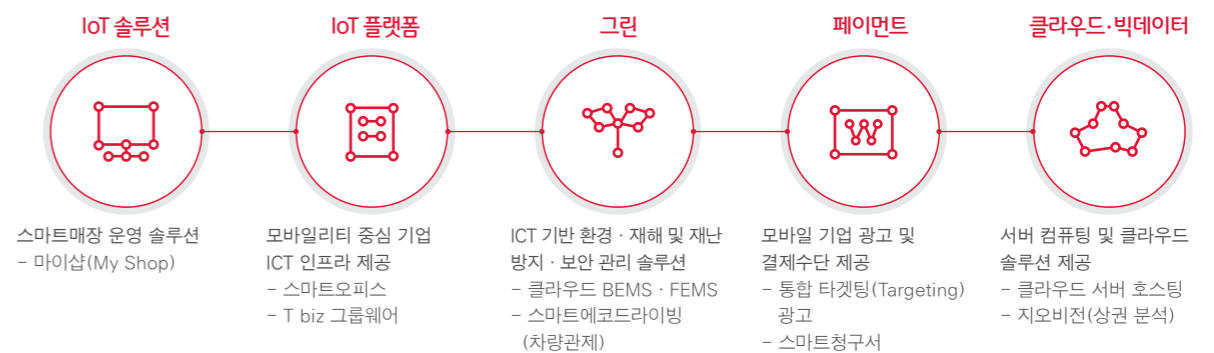 IoT 솔루션
스마트매장 운영 솔루션
- 마이샵(My Shop)
IoT 플랫폼
모바일리티 중심 기업
ICT 인프라 제공
- 스마트오피스
- T biz 그룹웨어
그린
ICT 기반 환경 · 재해 및 재난
방지 · 보안 관리 솔루션
- 클라우드 BEMS · FEMS
- 스마트에코드라이빙
(차량관제)
페이먼트
모바일 기업 광고 및
결제수단 제공
- 통합 타겟팅(Targeting)
광고
- 스마트청구서
클라우드·빅데이터
서버 컴퓨팅 및 클라우드
솔루션 제공
- 클라우드 서버 호스팅
- 지오비전(상권 분석)